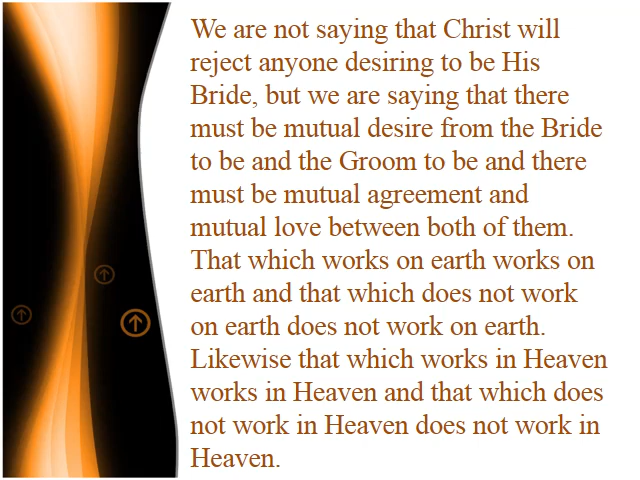 We are not saying that Christ will
reject anyone desiring to be His
Bride, but we are saying that there
must be mutual desire from the Bride
to be and the Groom to be and there
must be mutual agreement and
mutual love between both of them.
That which works on earth works on
earth and that which does not work
on earth does not work on earth.
Likewise that which works in Heaven
works in Heaven and that which does
not work in Heaven does not work in
Heaven.